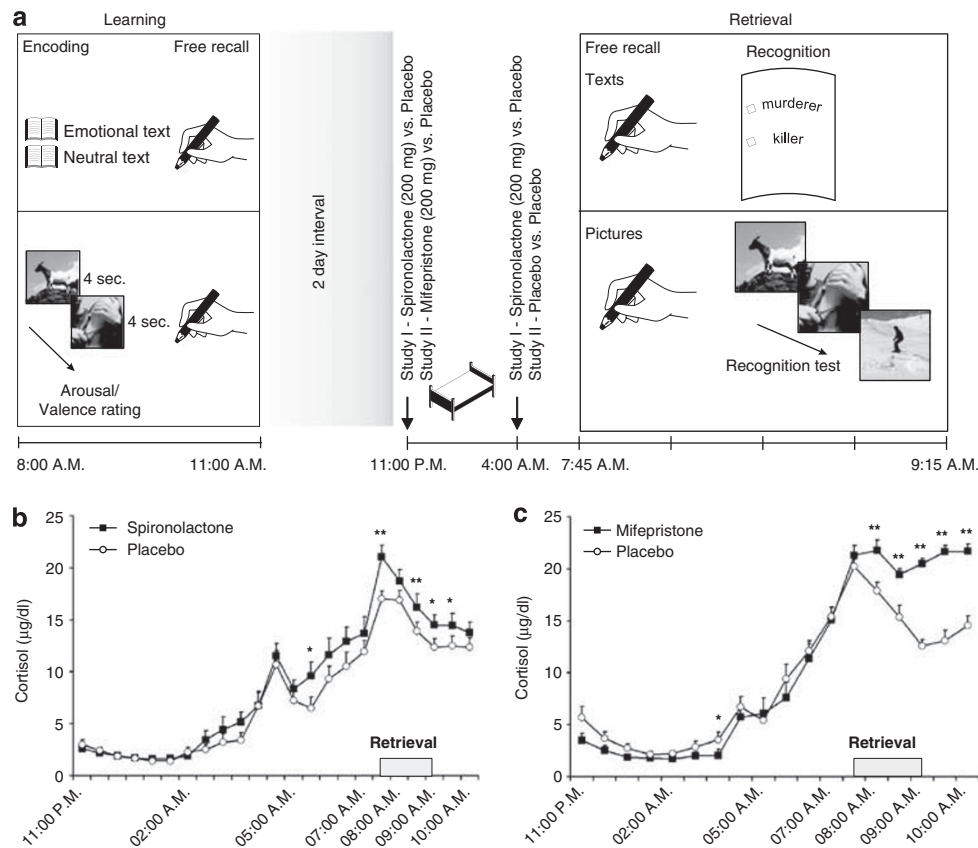 a
Learning
Retrieval
Encoding
Free recall
Emotional text
Neutral text
4 sec.
4 sec.
Arousal/
Valence rating
2 day interval
Study I - Spironolactone (200 mg) vs. Placebo
Study II - Mifepristone (200 mg) vs. Placebo
Study I - Spironolactone (200 mg) vs. Placebo
Study II - Placebo vs. Placebo
Free recall
Recognition
Texts
murderer
killer
Pictures
Recognition test
8:00 A.M.
11:00 A.M.
11:00 P.M.
4:00 A.M.
7:45 A.M.
9:15 A.M.
b
Spironolactone
Placebo
Cortisol (μg/dl)
25
20
15
10
5
0
**
*
**
*
*
Retrieval
11:00 P.M.
02:00 A.M.
05:00 A.M.
07:00 A.M.
08:00 A.M.
09:00 A.M.
10:00 A.M.
c
Mifepristone
Placebo
Cortisol (μg/dl)
25
20
15
10
5
0
*
**
**
**
**
**
Retrieval
11:00 P.M.
02:00 A.M.
05:00 A.M.
07:00 A.M.
08:00 A.M.
09:00 A.M.
10:00 A.M.